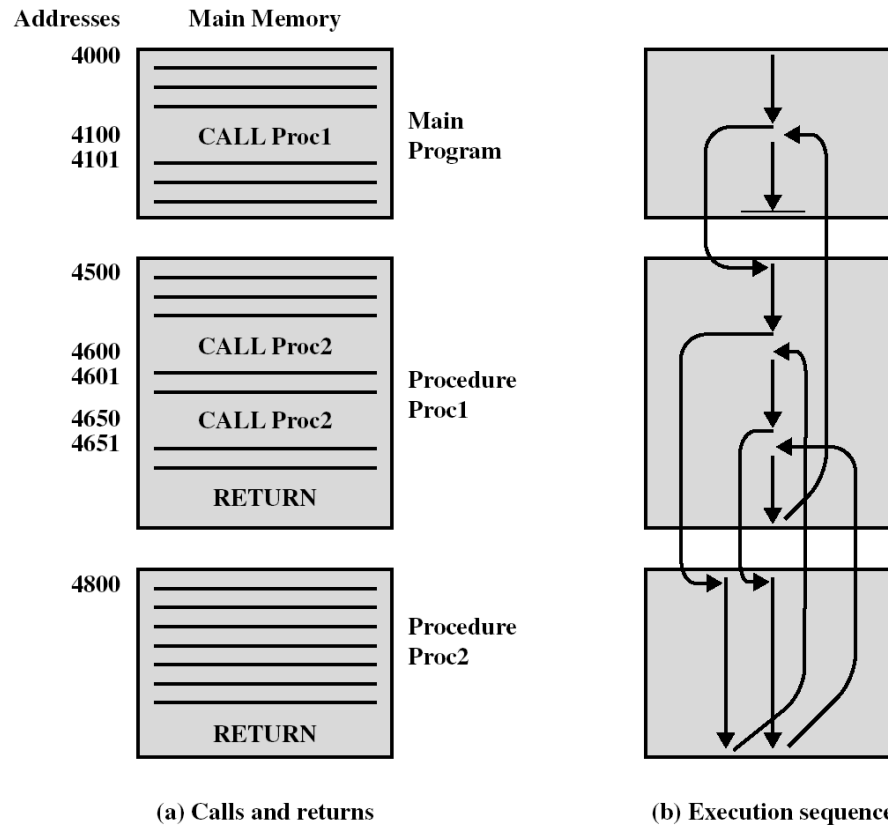 Addresses Main Memory
4000
4100 CALL Proc1
4101
Main
Program
4500
4600 CALL Proc2
4601
4650 CALL Proc2
4651
RETURN
Procedure
Proc1
4800
RETURN
Procedure
Proc2
(a) Calls and returns
(b) Execution sequence